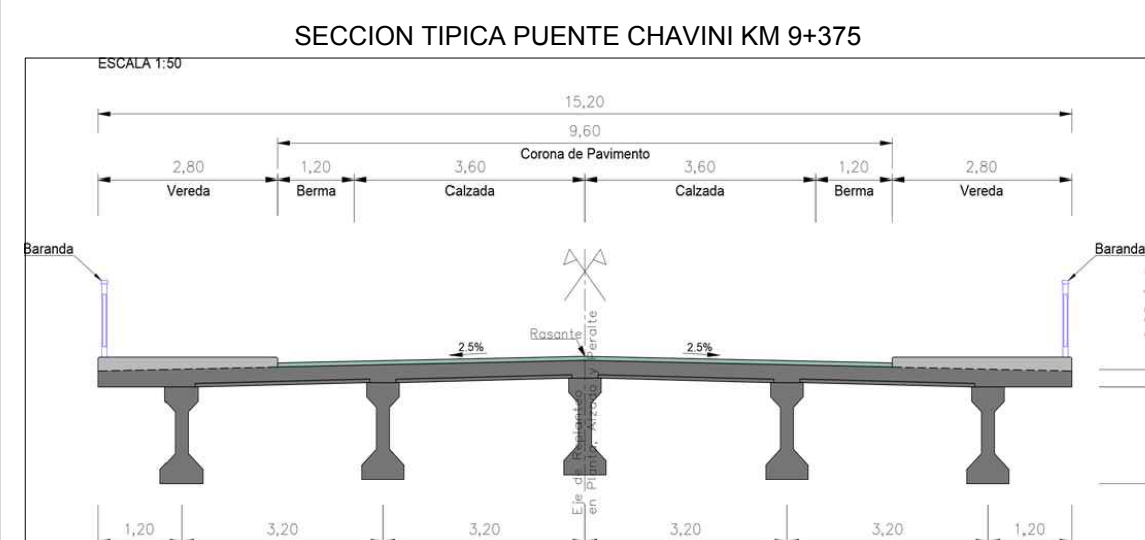 SECCION TIPICA PUENTE CHAVINI KM 9+375
ESCALA 1:50
15,20
9,60
Corona de Pavimento
2,80 1,20 3,60 3,60 1,20 2,80
Vereda Berma Calzada Calzada Berma Vereda
Baranda Baranda
Rasante
2.5% 2.5%
Eje de Replanteo
en Planta, Alzado y Peralte
1,20 3,20 3,20 3,20 3,20 1,20